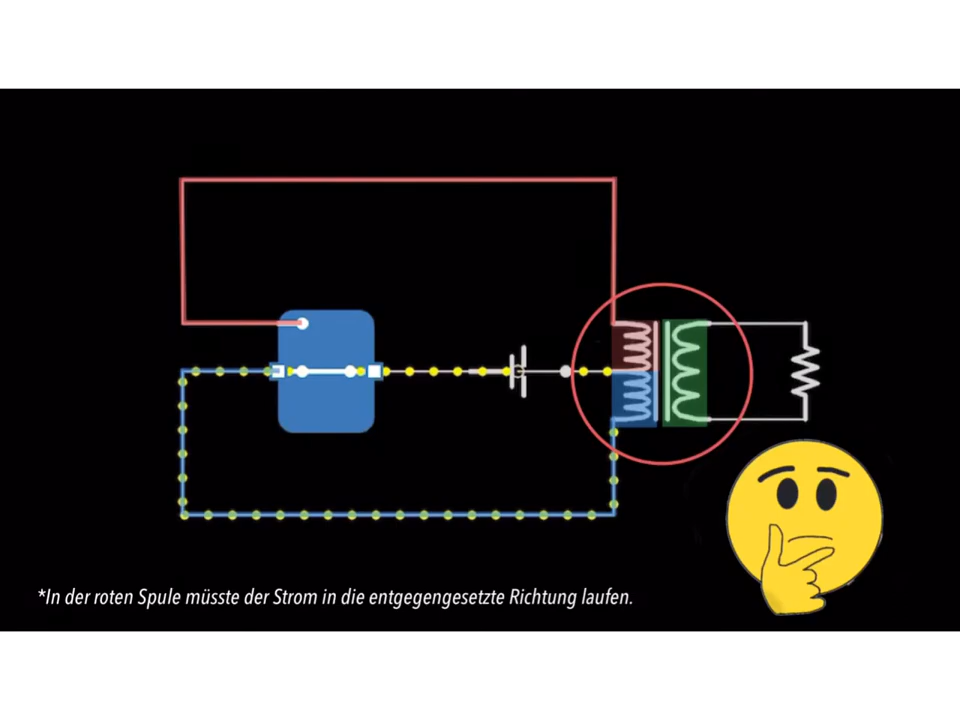 *In der roten Spule müsste der Strom in die entgegengesetzte Richtung laufen.